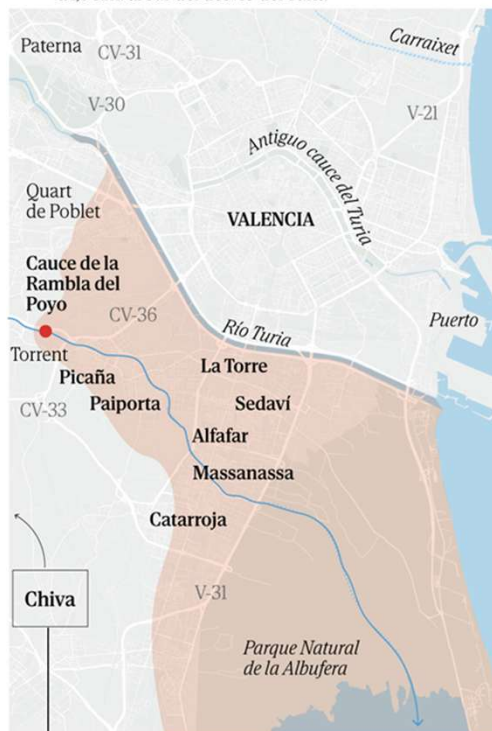 Paterna
CV-31
Carraixet
V-30
V-21
Antiguo cauce del Turia
Quart
de Poblet
VALENCIA
Cauce de la
Rambla del
Poyo
CV-36
Puerto
Río Turia
Torrent
La Torre
Picaña
CV-33
Paiporta
Sedaví
Alfafar
Massanassa
Catarroja
Chiva
V-31
Parque Natural
de la Albufera